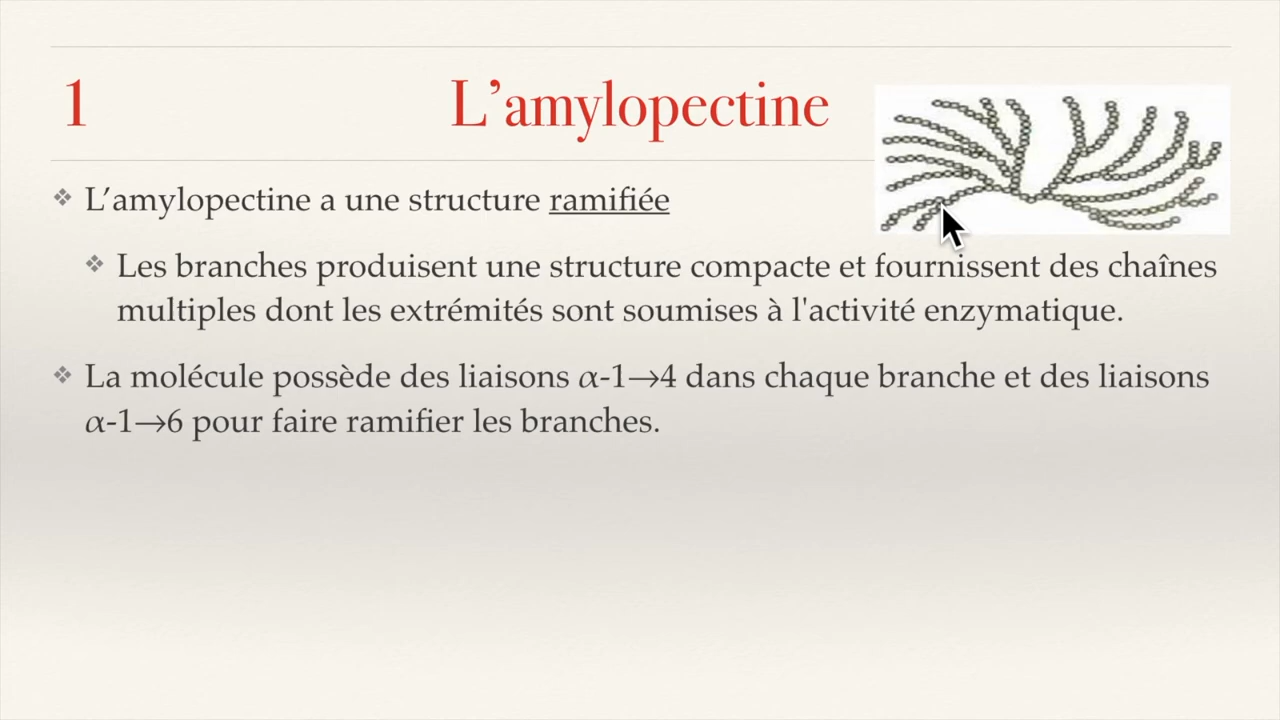 1
L’amylopectine
❖ L’amylopectine a une structure ramifiée
❖ Les branches produisent une structure compacte et fournissent des chaînes
multiples dont les extrémités sont soumises à l'activité enzymatique.
❖ La molécule possède des liaisons α-1→4 dans chaque branche et des liaisons
α-1→6 pour faire ramifier les branches.